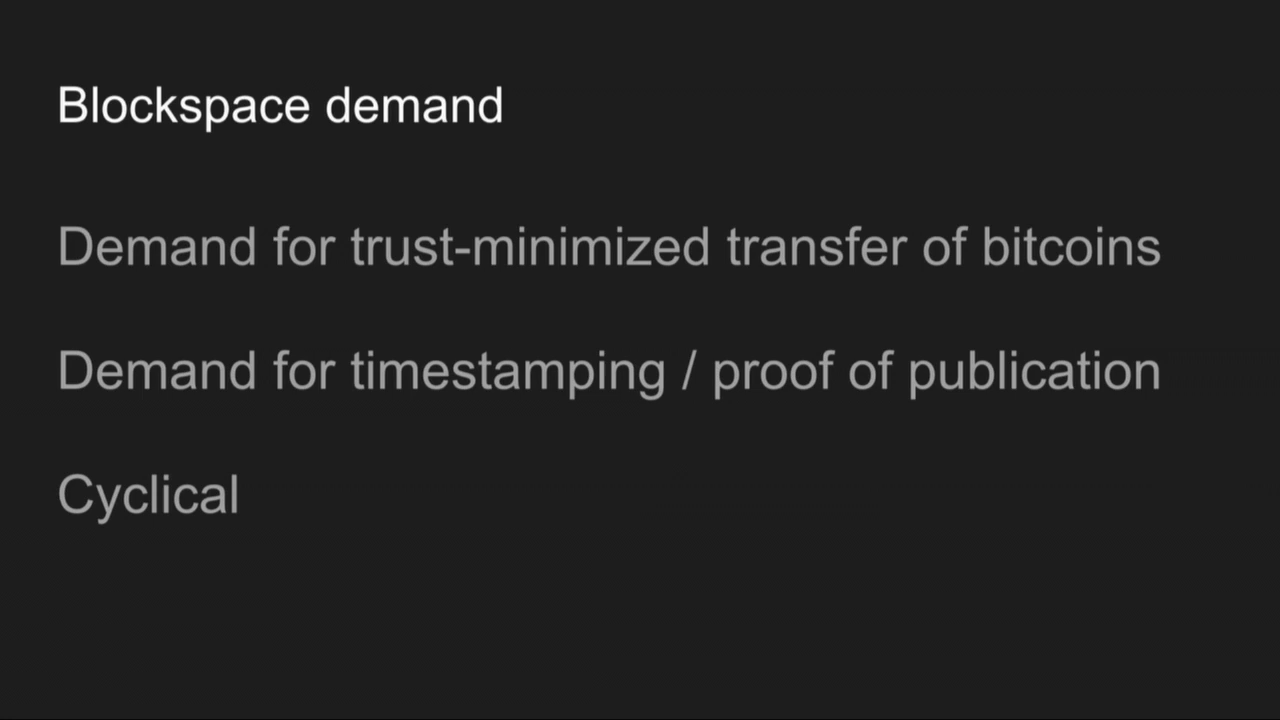 Blockspace demand
Demand for trust-minimized transfer of bitcoins
Demand for timestamping / proof of publication
Cyclical